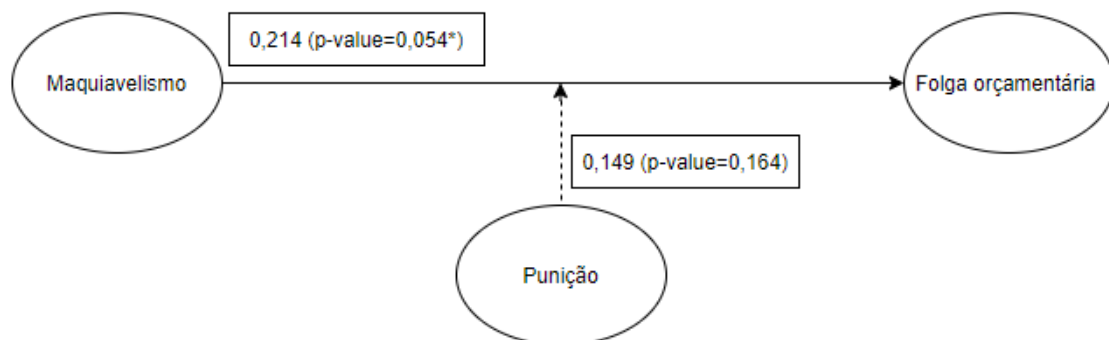 0,214 (p-value=0,054*)
Maquiavelismo
Folga orçamentária
0,149 (p-value=0,164)
Punição